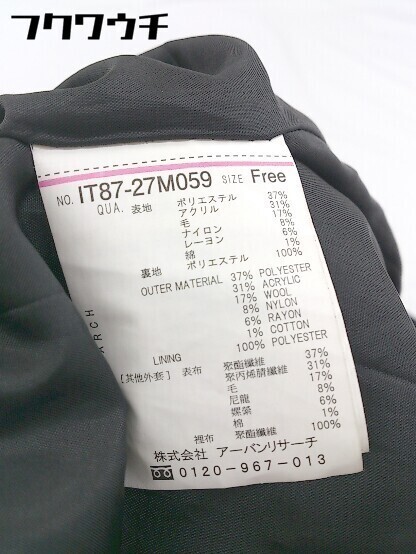 フクワウチ
NO. IT87-27M059 SIZE Free
QUA. 表地 ポリエステル 37%
アクリル 31%
毛 17%
ナイロン 8%
レーヨン 6%
綿 1%
裏地 ポリエステル 100%
OUTER MATERIAL 37% POLYESTER
31% ACRYLIC
17% WOOL
8% NYLON
6% RAYON
1% COTTON
LINING 100% POLYESTER
[其他外套] 表布 聚酯纖維 37%
聚丙烯腈纖維 31%
毛 17%
尼龍 8%
嫘縈 6%
棉 1%
裡布 聚酯纖維 100%
株式会社 アーバンリサーチ
0120-967-013
ARCH